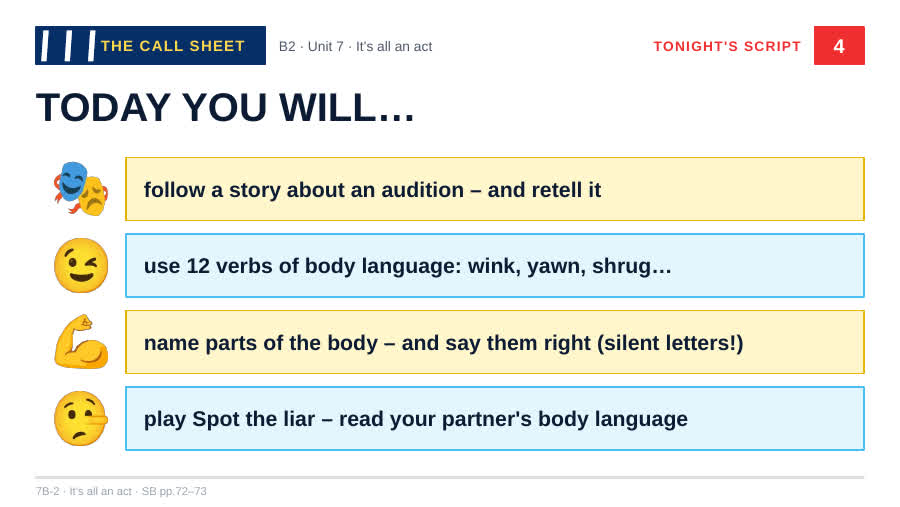 THE CALL SHEET
B2 · Unit 7 · It's all an act
TONIGHT'S SCRIPT
4
TODAY YOU WILL…
follow a story about an audition – and retell it
use 12 verbs of body language: wink, yawn, shrug…
name parts of the body – and say them right (silent letters!)
play Spot the liar – read your partner's body language
7B-2 · It's all an act · SB pp.72–73